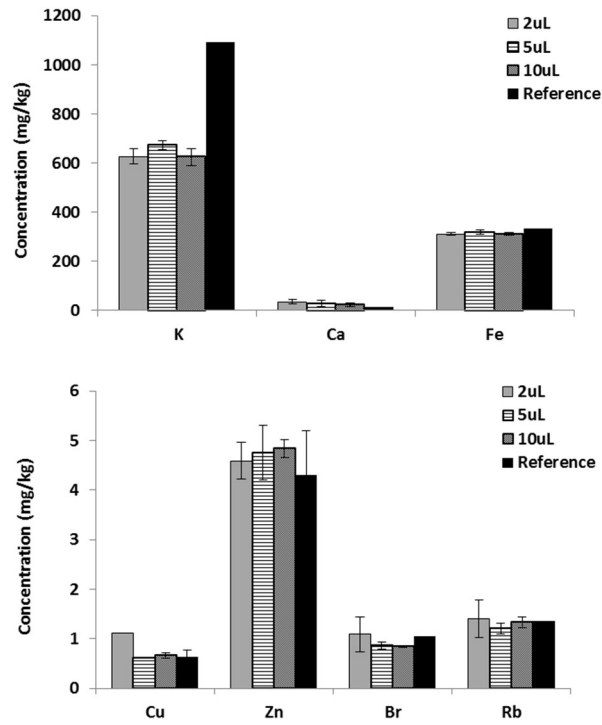 1200
1000
800
600
400
200
0
Concentration (mg/kg)
K Ca Fe
2uL
5uL
10uL
Reference
6
5
4
3
2
1
0
Concentration (mg/kg)
Cu Zn Br Rb
2uL
5uL
10uL
Reference